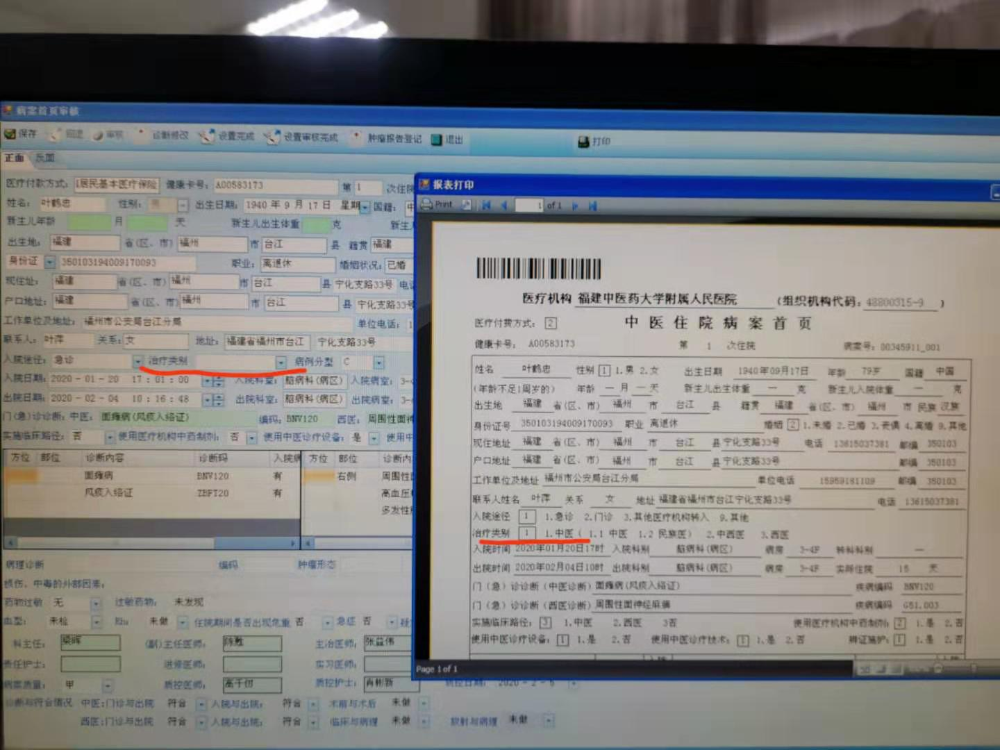 病案首页审核
保存 回退 审核 诊断修改 设置完成 设置审核完成 肿瘤报告登记 退出 打印
正面 反面
医疗付款方式: 居民基本医疗保险 健康卡号: A00583173 第 1 次住院
姓名: 叶鹤忠 性别: 男 出生日期: 1940 年 9 月 17 日 星期 国籍: 中
新生儿年龄 月 天 新生儿出生体重 克 新生儿
出生地: 福建 省(区、市) 福州 市 台江 县 籍贯 福建
身份证 350103194009170093 职业: 离退休 婚姻状况: 已婚
现住址: 福建 省(区、市) 福州 市 台江 县 宁化支路33号 电话
户口地址: 福建 省(区、市) 福州 市 台江 县 宁化支路33号
工作单位及地址: 福州市公安局台江分局 单位电话: 1
联系人: 叶萍 关系: 女 地址: 福建省福州市台江 宁化支路33号
入院途径: 急诊 治疗类别 病例分型 C
入院日期: 2020-01-20 17:01:00 入院科室: 脑病科(病区) 入院病室: 3-
出院日期: 2020-02-04 10:16:48 出院科室: 脑病科(病区) 出院病室: 3-
门(急)诊诊断: 中医: 面瘫病(风痰入络证) 编码: BNV120 西医: 周围性面神
实施临床路径: 否 使用医疗机构中药制剂: 否 使用中医诊疗设备: 是 使用中
方位 部位 诊断内容 诊断码 入院病 方位 部位 诊断内
面瘫病 BNV120 有 右侧 周围性
风痰入络证 ZBFT20 有 高血压
多发性
病理诊断 编码 肿瘤形态
损伤、中毒的外部因素:
药物过敏 无 过敏药物: 未发现
血型: 未检 Rh: 未做 住院期间是否出现危重 否 急症 否 疑
科主任: 梁晖 (副)主任医师: 陈 主治医师: 张益伟
责任护士: 进修医师: 实习医师:
病案质量: 甲 质控医师: 高千 质控护士: 肖彬新 质控日期: 2020-2-6
诊断与符合情况 中医:门诊与出院 符合 入院与出院: 符合 术前与术后 未做
西医:门诊与出院 符合 入院与出院: 符合 临床与病理 未做 放射与病理 未做
报表打印
Print 1 of 1
医疗机构 福建中医药大学附属人民医院 (组织机构代码: 48800315-9 )
医疗付费方式: 2 中医住院病案首页
健康卡号: A00583173 第 1 次住院 病案号: 00345911_001
姓名 叶鹤忠 性别 1 1.男 2.女 出生日期 1940年09月17日 年龄 79岁 国籍 中国
(年龄不足1周岁的) 年龄 — 月 — 天 新生儿出生体重 — 克 新生儿入院体重 — 克
出生地 福建 省(区、市) 福州 市 台江 县 籍贯 福建 省(区、市) 福州 市 民族 汉族
身份证号 350103194009170093 职业 离退休 婚姻 2 1.未婚 2.已婚 3.丧偶 4.离婚 9.其他
现住地址 福建 省(区、市) 福州 市 台江 县 宁化支路33号 电话 13615037381 邮编 350103
户口地址 福建 省(区、市) 福州 市 台江 县 宁化支路33号 邮编 350103
工作单位及地址 福州市公安局台江分局 单位电话 15959181109 邮编 350103
联系人姓名 叶萍 关系 女 地址 福建省福州市台江宁化支路33号 电话 13615037381
入院途径 1 1.急诊 2.门诊 3.其他医疗机构转入 9.其他
治疗类别 1 1.中医( 1.1 中医 1.2 民族医) 2.中西医 3.西医
入院时间 2020年01月20日17时 入院科别 脑病科(病区) 病房 3-4F 转科科别 —
出院时间 2020年02月04日10时 出院科别 脑病科(病区) 病房 3-4F 实际住院 15 天
门(急)诊诊断(中医诊断) 面瘫病(风痰入络证) 疾病编码 BNV120
门(急)诊诊断(西医诊断) 周围性面神经麻痹 疾病编码 G51.003
实施临床路径: 3 1.中医 2.西医 3否 使用医疗机构中药制剂: 2 1.是 2.否
使用中医诊疗设备: 1 1.是 2.否 使用中医诊疗技术: 1 1.是 2.否 辨证施护: 1 1.是 2.否
Page 1 of 1